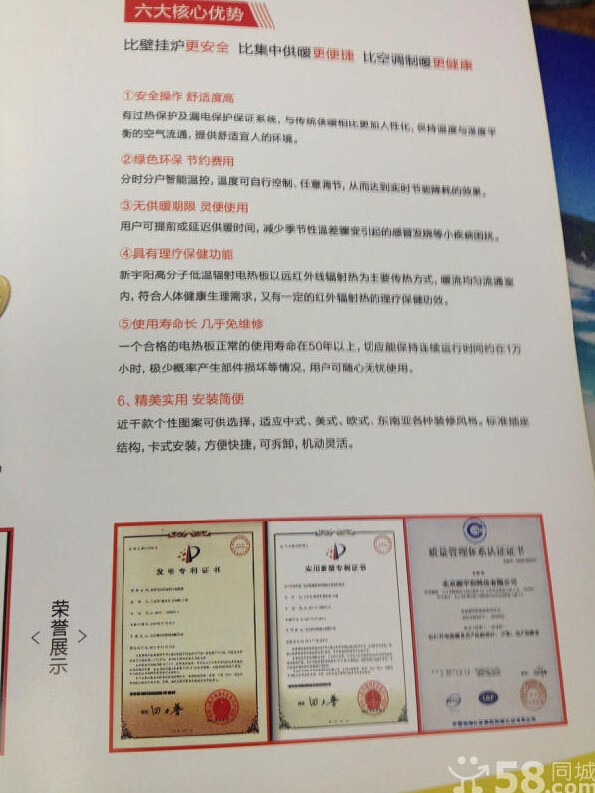 六大核心优势
比壁挂炉更安全 比集中供暖更便捷 比空调制暖更健康
①安全操作 舒适度高
有过热保护及漏电保护保证系统，与传统供暖相比更加人性化，保持温度与湿度平
衡的空气流通，提供舒适宜人的环境。
②绿色环保 节约费用
分时分户智能温控，温度可自行控制、任意调节，从而达到实时节能降耗的效果。
③无供暖期限 灵便使用
用户可提前或延迟供暖时间，减少季节性温差骤变引起的感冒发烧等小疾病困扰。
④具有理疗保健功能
新宇阳高分子低温辐射电热板以远红外线辐射热为主要传热方式，暖流均匀流通室
内，符合人体健康生理需求，又有一定的红外辐射热的理疗保健功效。
⑤使用寿命长 几乎免维修
一个合格的电热板正常的使用寿命在50年以上，切应能保持连续运行时间约在1万
小时，极少概率产生部件损坏等情况，用户可随心无忧使用。
6、精美实用 安装简便
近千款个性图案可供选择，适应中式、美式、欧式、东南亚各种装修风格。标准插座
结构，卡式安装，方便快捷，可拆卸，机动灵活。
荣誉展示
发明专利证书
实用新型专利证书
质量管理体系认证证书
58同城